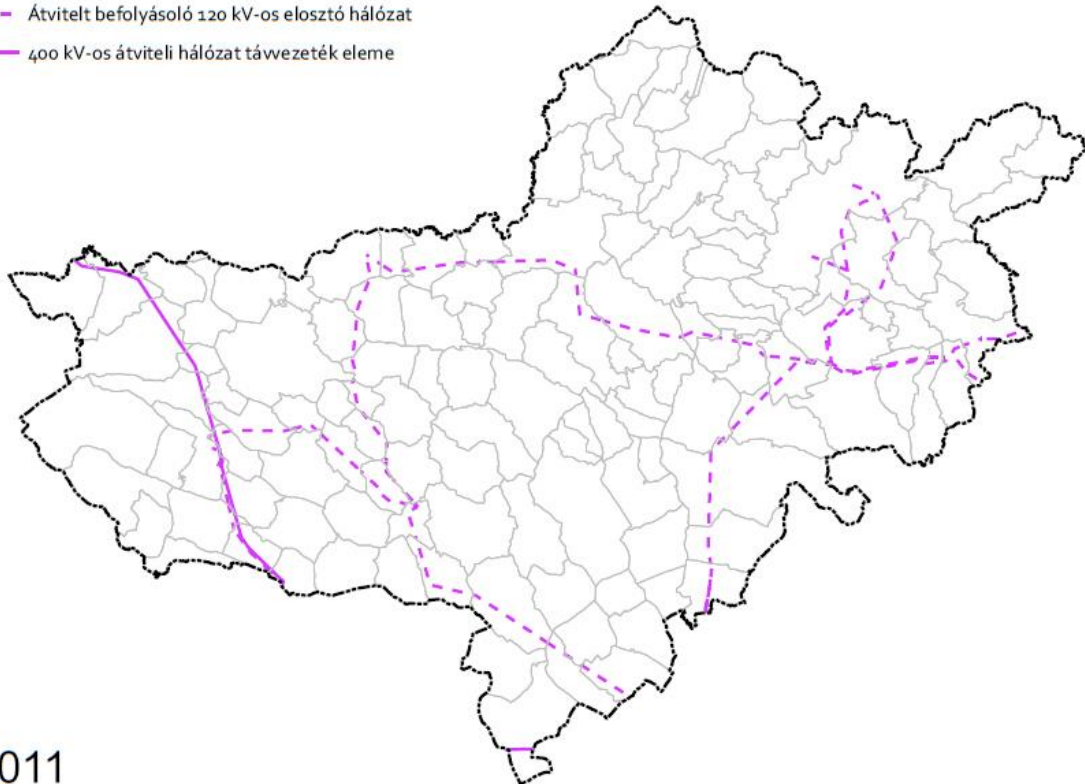 Átvitelt befolyásoló 120 kV-os elosztó hálózat
400 kV-os átviteli hálózat távvezeték eleme
011